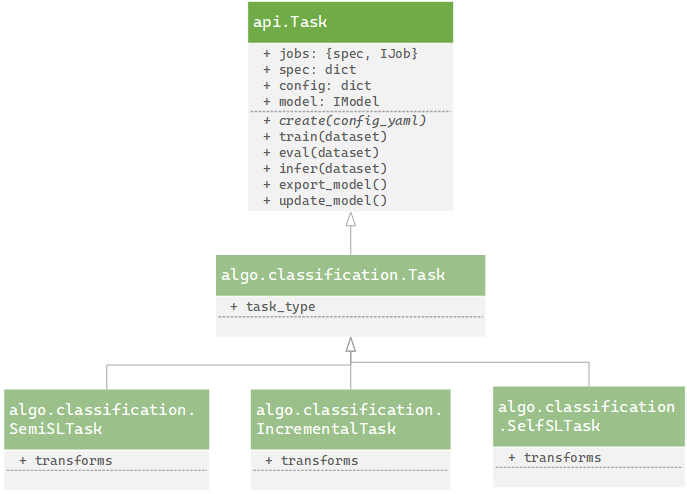 api.Task
+ jobs: {spec, IJob}
+ spec: dict
+ config: dict
+ model: IModel
+ create(config_yaml)
+ train(dataset)
+ eval(dataset)
+ infer(dataset)
+ export_model()
+ update_model()
algo.classification.Task
+ task_type
algo.classification.
SemiSLTask
+ transforms
algo.classification.
IncrementalTask
+ transforms
algo.classification
.SelfSLTask
+ transforms